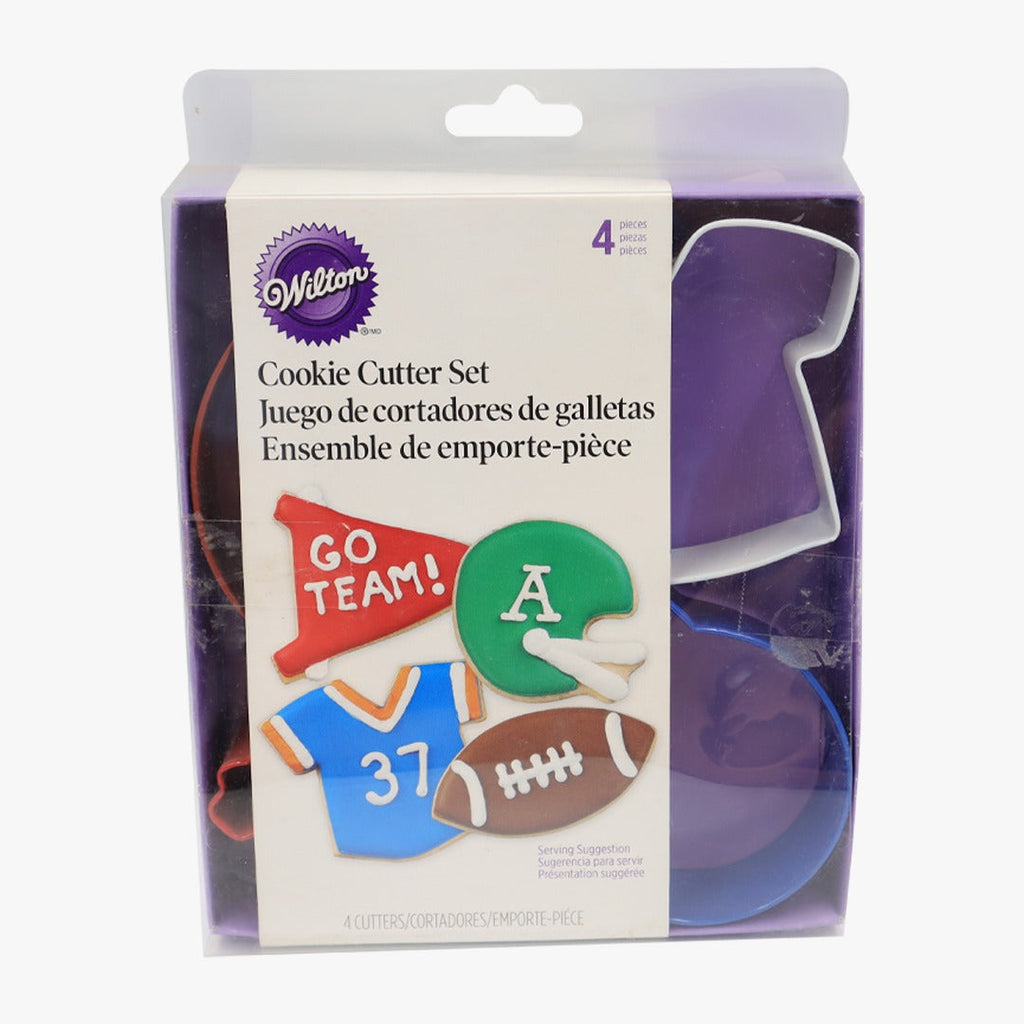 Wilton
®/MD
4 pieces
piezas
pièces
Cookie Cutter Set
Juego de cortadores de galletas
Ensemble de emporte-pièce
GO
TEAM!
A
37
Serving Suggestion
Sugerencia para servir
Présentation suggérée
4 CUTTERS/CORTADORES/EMPORTE-PIÉCE